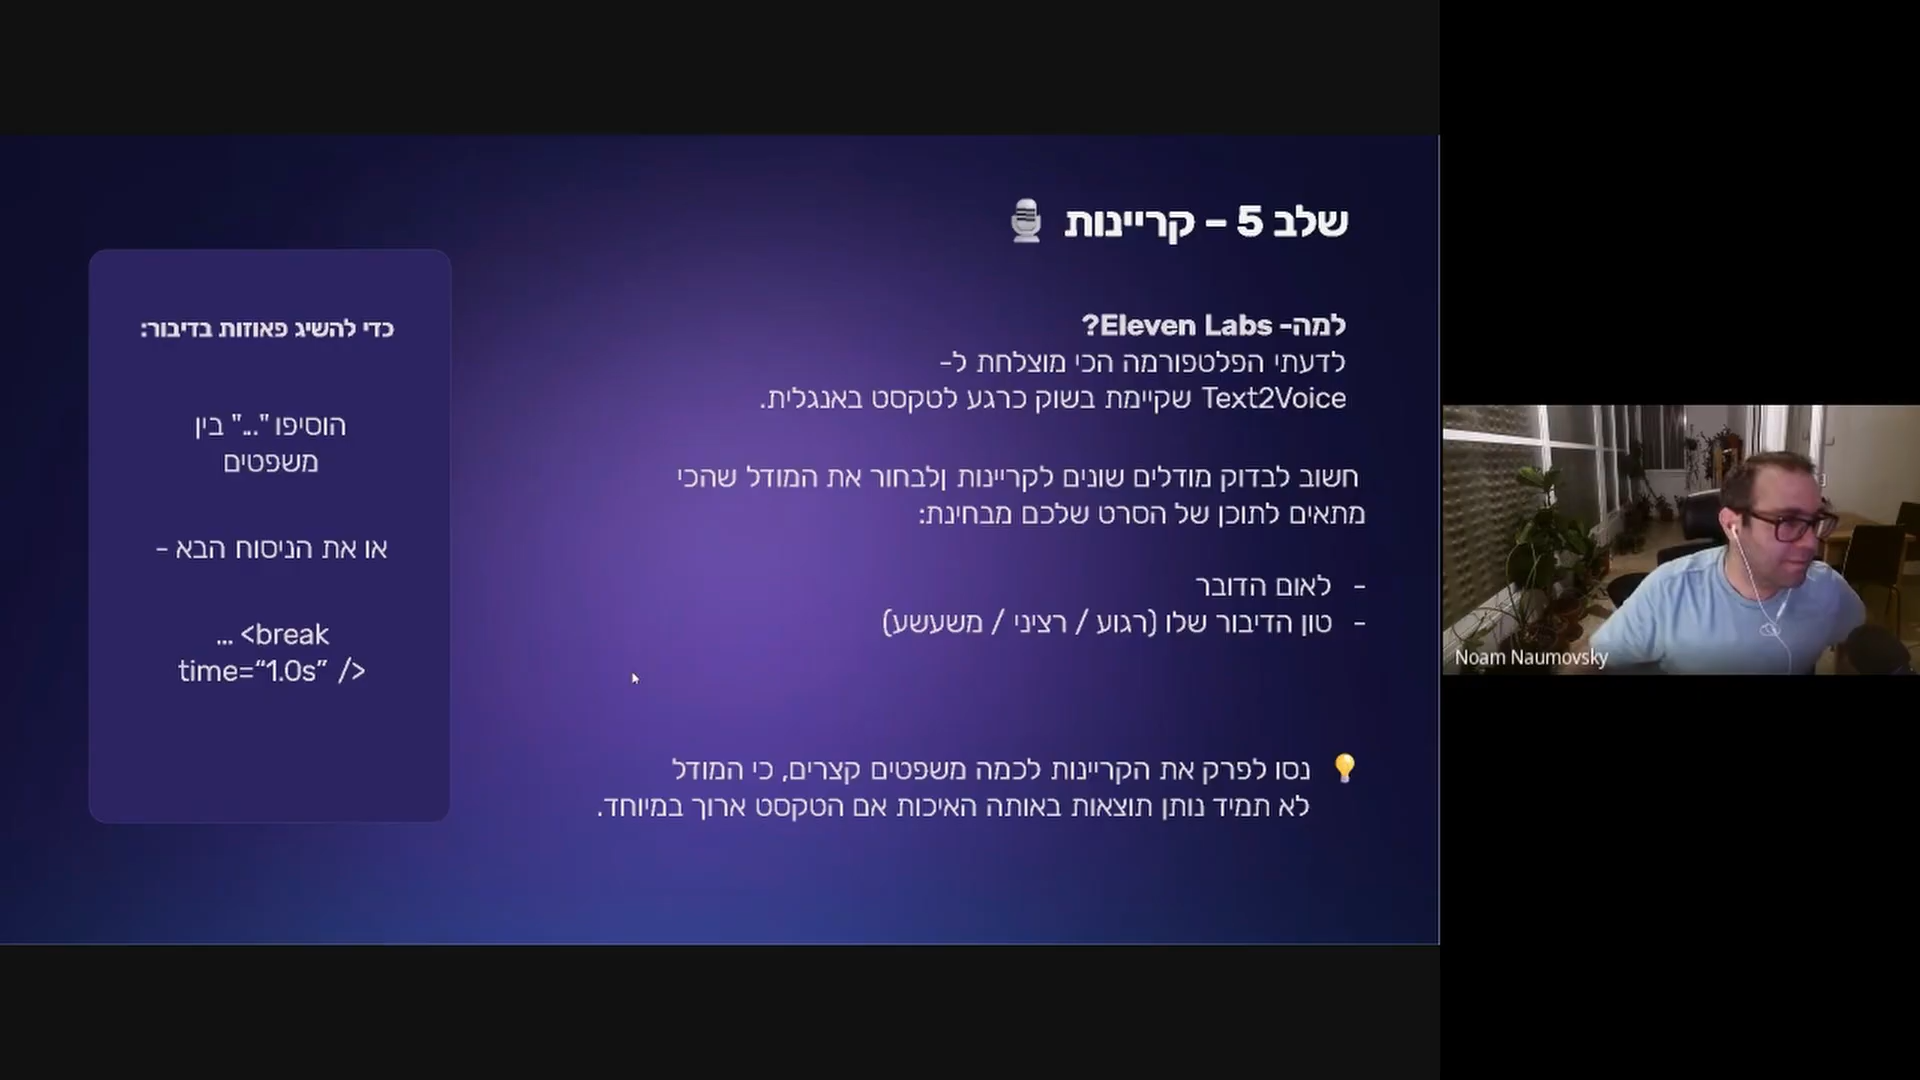 שלב 5 – קריינות
למה- Eleven Labs?
לדעתי הפלטפורמה הכי מוצלחת ל-
Text2Voice שקיימת בשוק כרגע לטקסט באנגלית.
חשוב לבדוק מודלים שונים לקריינות ולבחור את המודל שהכי
מתאים לתוכן של הסרט שלכם מבחינת:
- לאום הדובר
- טון הדיבור שלו (רגוע / רציני / משעשע)
נסו לפרק את הקריינות לכמה משפטים קצרים, כי המודל
לא תמיד נותן תוצאות באותה האיכות אם הטקסט ארוך במיוחד.
כדי להשיג פאוזות בדיבור:
הוסיפו "..." בין
משפטים
או את הניסוח הבא -
... <break
time=“1.0s” />
Noam Naumovsky